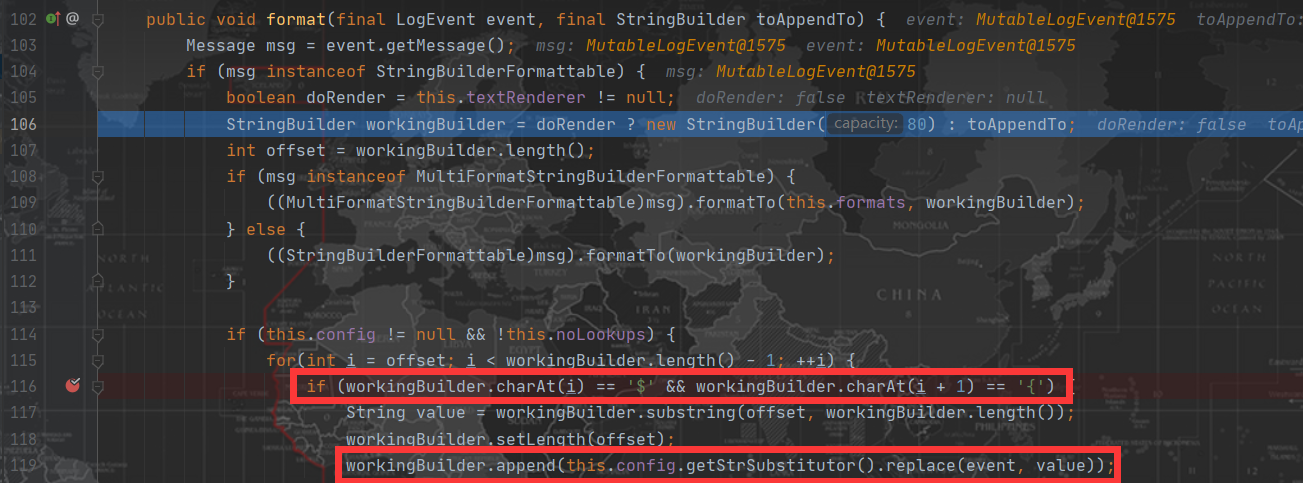 102 public void format(final LogEvent event, final StringBuilder toAppendTo) { event: MutableLogEvent@1575 toAppendTo:
103 Message msg = event.getMessage(); msg: MutableLogEvent@1575 event: MutableLogEvent@1575
104 if (msg instanceof StringBuilderFormattable) { msg: MutableLogEvent@1575
105 boolean doRender = this.textRenderer != null; doRender: false textRenderer: null
106 StringBuilder workingBuilder = doRender ? new StringBuilder( capacity: 80) : toAppendTo; doRender: false toAp
107 int offset = workingBuilder.length();
108 if (msg instanceof MultiFormatStringBuilderFormattable) {
109 ((MultiFormatStringBuilderFormattable)msg).formatTo(this.formats, workingBuilder);
110 } else {
111 ((StringBuilderFormattable)msg).formatTo(workingBuilder);
112 }
113
114 if (this.config != null && !this.noLookups) {
115 for(int i = offset; i < workingBuilder.length() - 1; ++i) {
116 if (workingBuilder.charAt(i) == '$' && workingBuilder.charAt(i + 1) == '{') {
117 String value = workingBuilder.substring(offset, workingBuilder.length());
118 workingBuilder.setLength(offset);
119 workingBuilder.append(this.config.getStrSubstitutor().replace(event, value));
NORTH
ATLANTIC
OCEAN
MONGOLIA
CHINA
IRAN
NORTH
PACIFIC
OCEAN